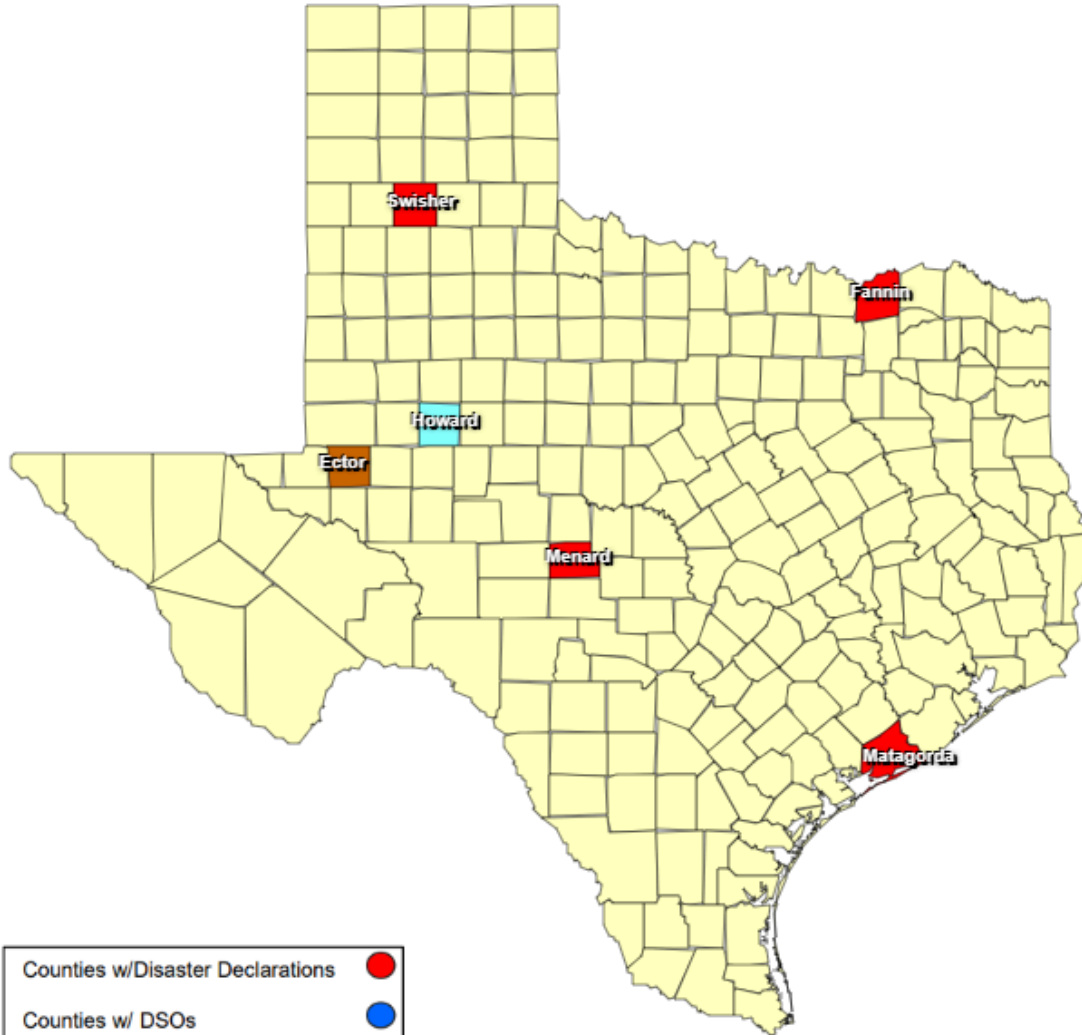 Swisher
Fannin
Howard
Ector
Menard
Matagorda
Counties w/Disaster Declarations
Counties w/ DSOs